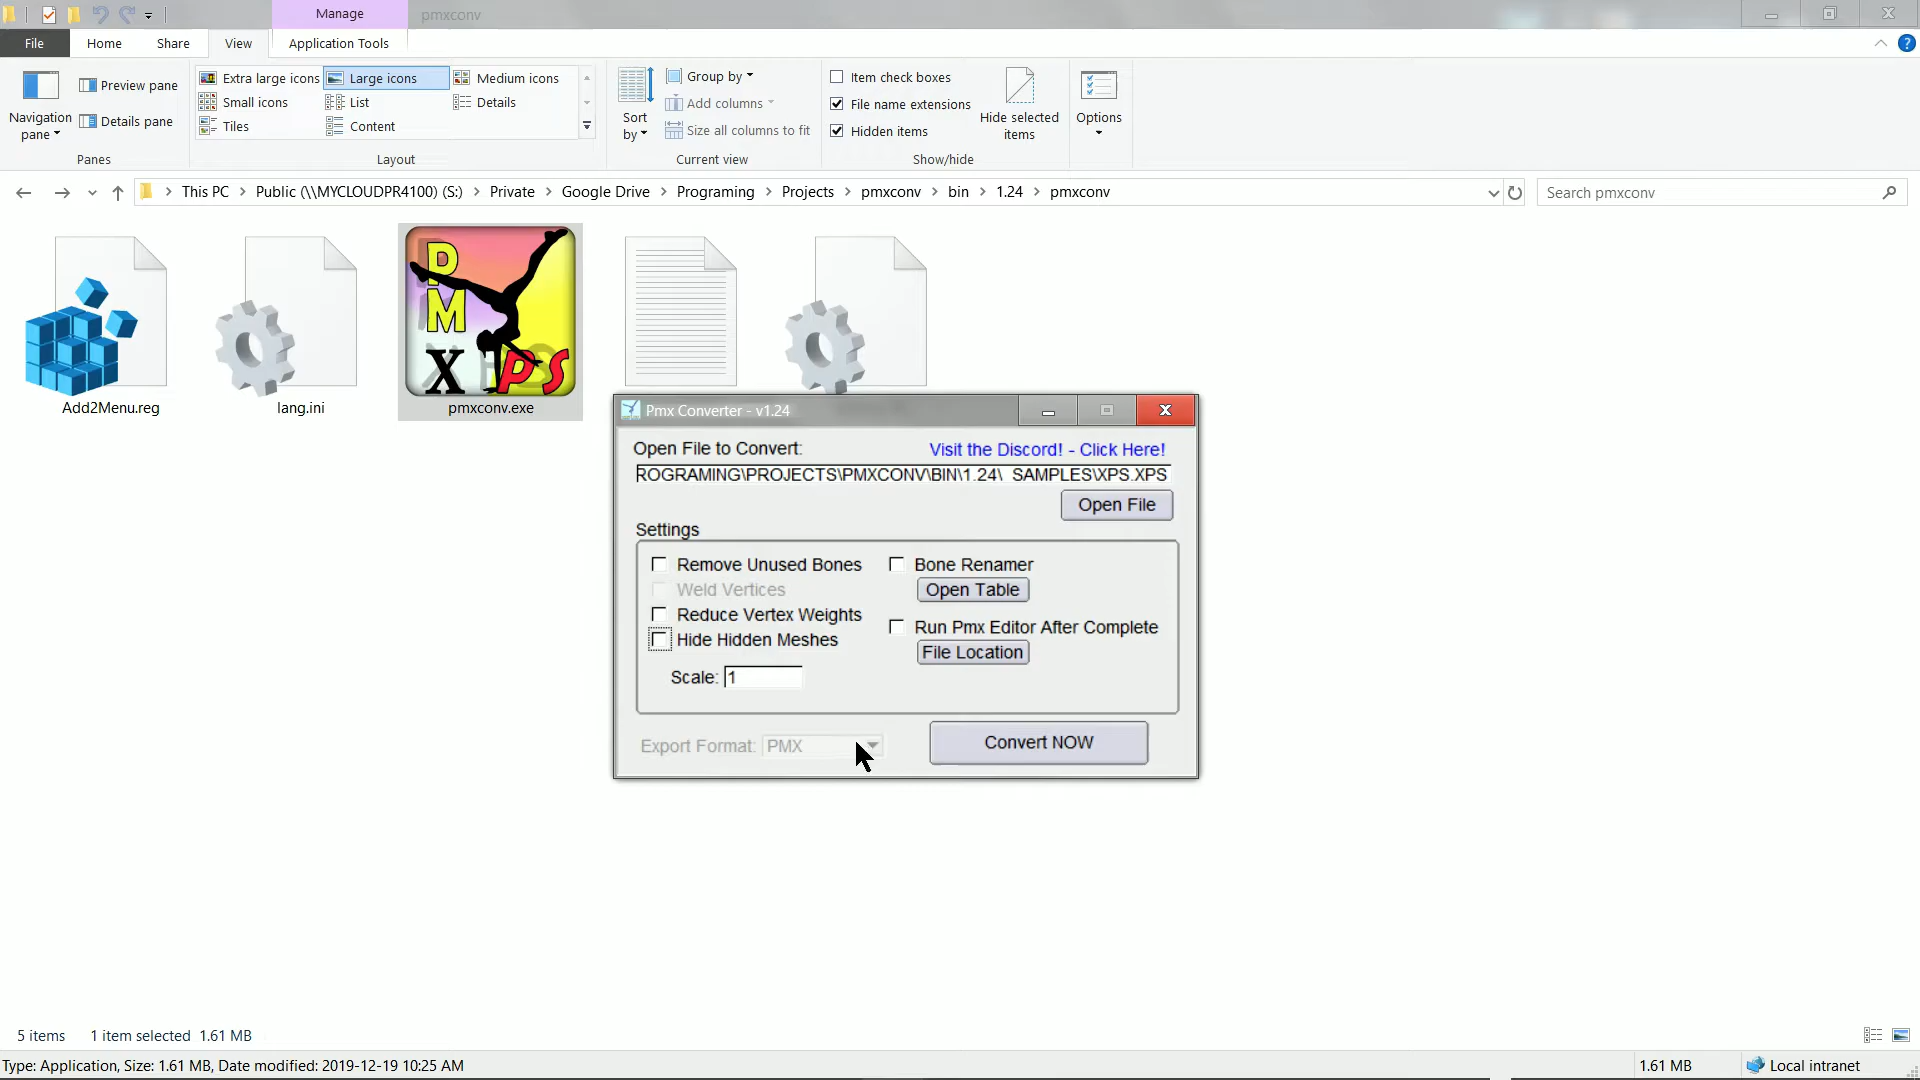 Manage
pmxconv
File
Home
Share
View
Application Tools
Navigation pane
Preview pane
Details pane
Panes
Extra large icons
Large icons
Medium icons
Small icons
List
Details
Tiles
Content
Layout
Sort by
Group by
Add columns
Size all columns to fit
Current view
Item check boxes
File name extensions
Hidden items
Hide selected items
Show/hide
Options
This PC > Public (\\MYCLOUDPR4100) (S:) > Private > Google Drive > Programing > Projects > pmxconv > bin > 1.24 > pmxconv
Search pmxconv
PMX
XPS
Add2Menu.reg
lang.ini
pmxconv.exe
Pmx Converter - v1.24
Open File to Convert:
Visit the Discord! - Click Here!
ROGRAMING\PROJECTS\PMXCONV\BIN\1.24\_SAMPLES\XPS.XPS
Open File
Settings
Remove Unused Bones
Weld Vertices
Reduce Vertex Weights
Hide Hidden Meshes
Scale: 1
Bone Renamer
Open Table
Run Pmx Editor After Complete
File Location
Export Format: PMX
Convert NOW
5 items
1 item selected 1.61 MB
Type: Application, Size: 1.61 MB, Date modified: 2019-12-19 10:25 AM
1.61 MB
Local intranet